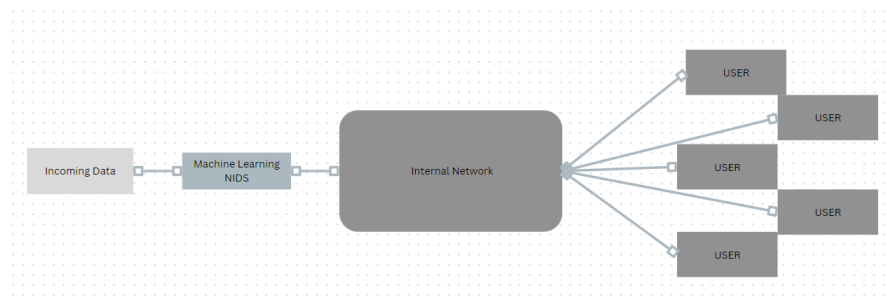 Incoming Data
Machine Learning
NIDS
Internal Network
USER
USER
USER
USER
USER